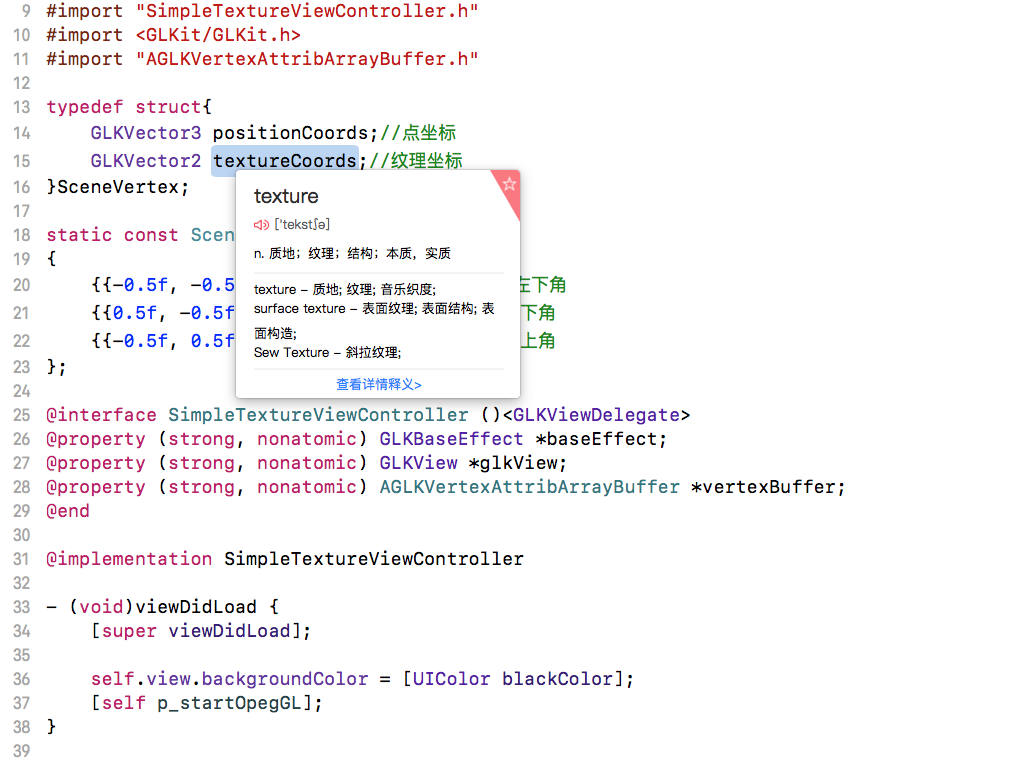 9 #import "SimpleTextureViewController.h"
10 #import <GLKit/GLKit.h>
11 #import "AGLKVertexAttribArrayBuffer.h"
12
13 typedef struct{
14 GLKVector3 positionCoords;//点坐标
15 GLKVector2 textureCoords;//纹理坐标
16 }SceneVertex;
17
18 static const Scen
19 {
20 {{-0.5f, -0.5 左下角
21 {{0.5f, -0.5f 下角
22 {{-0.5f, 0.5f 上角
23 };
24
texture
['tekstʃə]
n. 质地；纹理；结构；本质，实质
texture - 质地; 纹理; 音乐织度;
surface texture - 表面纹理; 表面结构; 表
面构造;
Sew Texture - 斜拉纹理;
查看详情释义>
25 @interface SimpleTextureViewController ()<GLKViewDelegate>
26 @property (strong, nonatomic) GLKBaseEffect *baseEffect;
27 @property (strong, nonatomic) GLKView *glkView;
28 @property (strong, nonatomic) AGLKVertexAttribArrayBuffer *vertexBuffer;
29 @end
30
31 @implementation SimpleTextureViewController
32
33 - (void)viewDidLoad {
34 [super viewDidLoad];
35
36 self.view.backgroundColor = [UIColor blackColor];
37 [self p_startOpegGL];
38 }
39